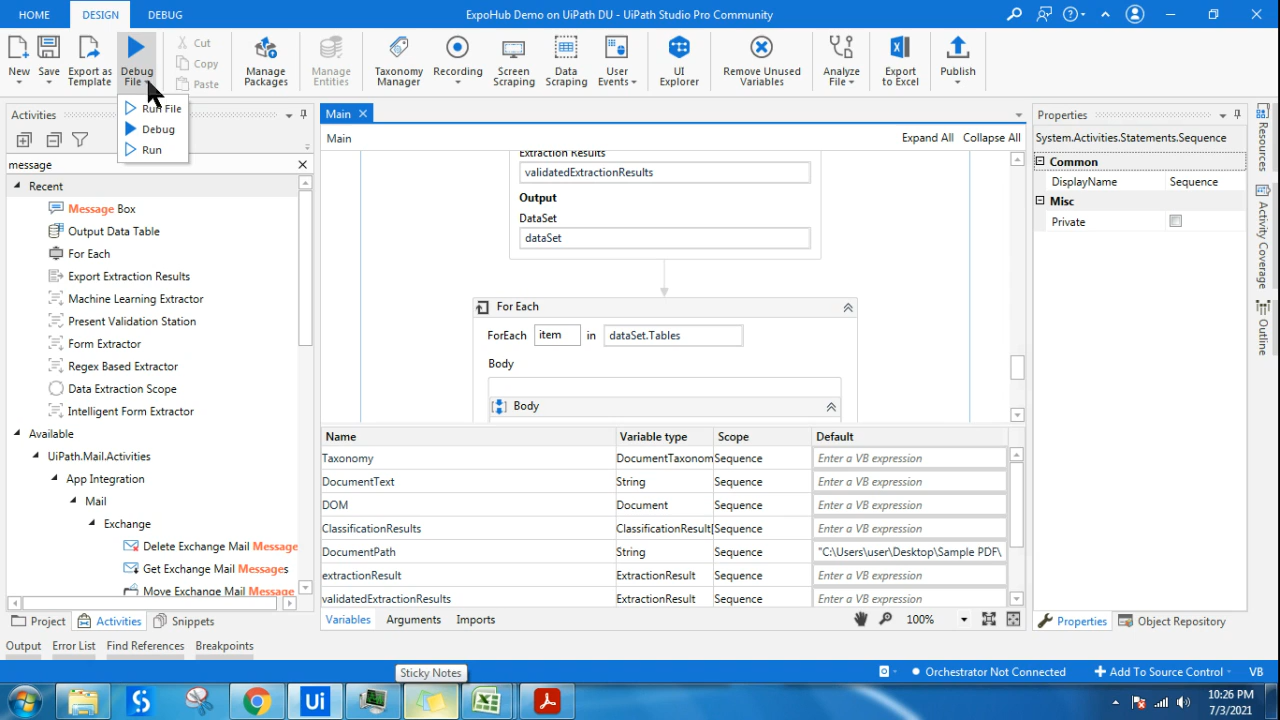 HOME DESIGN DEBUG
ExpoHub Demo on UiPath DU - UiPath Studio Pro Community
New
Save
Export as Template
Debug File
Cut
Copy
Paste
Manage Packages
Manage Entities
Taxonomy Manager
Recording
Screen Scraping
Data Scraping
User Events
UI Explorer
Remove Unused Variables
Analyze File
Export to Excel
Publish
Run File
Debug
Run
Activities
message
Recent
Message Box
Output Data Table
For Each
Export Extraction Results
Machine Learning Extractor
Present Validation Station
Form Extractor
Regex Based Extractor
Data Extraction Scope
Intelligent Form Extractor
Available
UiPath.Mail.Activities
App Integration
Mail
Exchange
Delete Exchange Mail Message
Get Exchange Mail Messages
Move Exchange Mail Message
Project Activities Snippets
Main
Main Expand All Collapse All
Extraction Results
validatedExtractionResults
Output
DataSet
dataSet
For Each
ForEach item in dataSet.Tables
Body
Body
Name Variable type Scope Default
Taxonomy DocumentTaxonom Sequence Enter a VB expression
DocumentText String Sequence Enter a VB expression
DOM Document Sequence Enter a VB expression
ClassificationResults ClassificationResult[ Sequence Enter a VB expression
DocumentPath String Sequence "C:\Users\user\Desktop\Sample PDF\
extractionResult ExtractionResult Sequence Enter a VB expression
validatedExtractionResults ExtractionResult Sequence Enter a VB expression
Variables Arguments Imports 100%
Properties
System.Activities.Statements.Sequence
Common
DisplayName Sequence
Misc
Private
Properties Object Repository
Resources
Activity Coverage
Outline
Output Error List Find References Breakpoints
Sticky Notes
Orchestrator Not Connected Add To Source Control VB
Ui
10:26 PM
7/3/2021